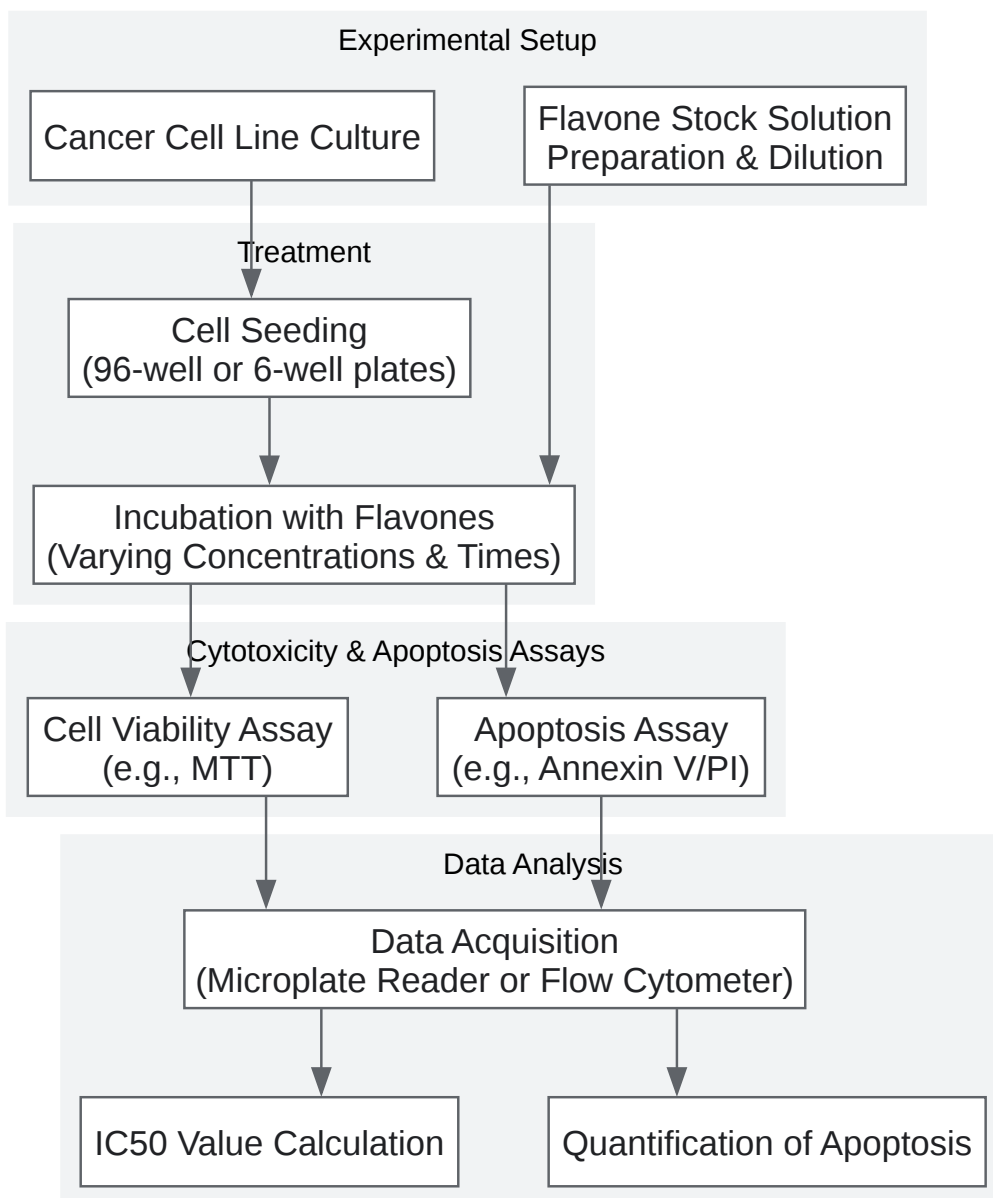 Experimental Setup
Cancer Cell Line Culture
Flavone Stock Solution
Preparation & Dilution
Treatment
Cell Seeding
(96-well or 6-well plates)
Incubation with Flavones
(Varying Concentrations & Times)
Cytotoxicity & Apoptosis Assays
Cell Viability Assay
(e.g., MTT)
Apoptosis Assay
(e.g., Annexin V/PI)
Data Analysis
Data Acquisition
(Microplate Reader or Flow Cytometer)
IC50 Value Calculation
Quantification of Apoptosis